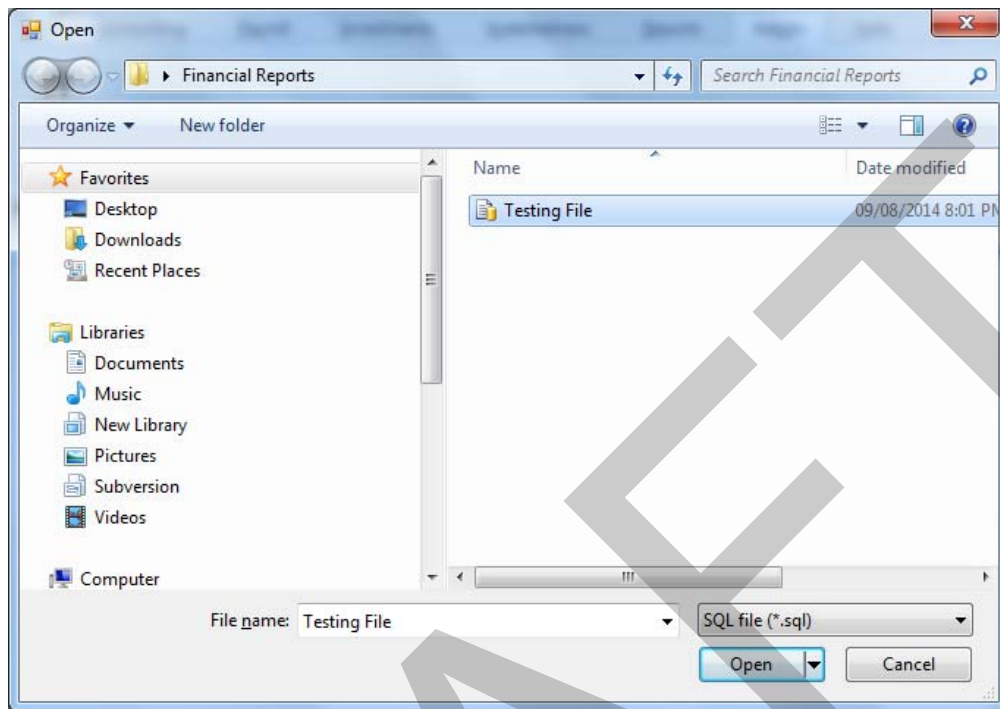 Open
Financial Reports
Search Financial Reports
Organize
New folder
Name
Date modified
Favorites
Testing File
09/08/2014 8:01 PM
Desktop
Downloads
Recent Places
Libraries
Documents
Music
New Library
Pictures
Subversion
Videos
Computer
File name:
Testing File
SQL file (*.sql)
Open
Cancel